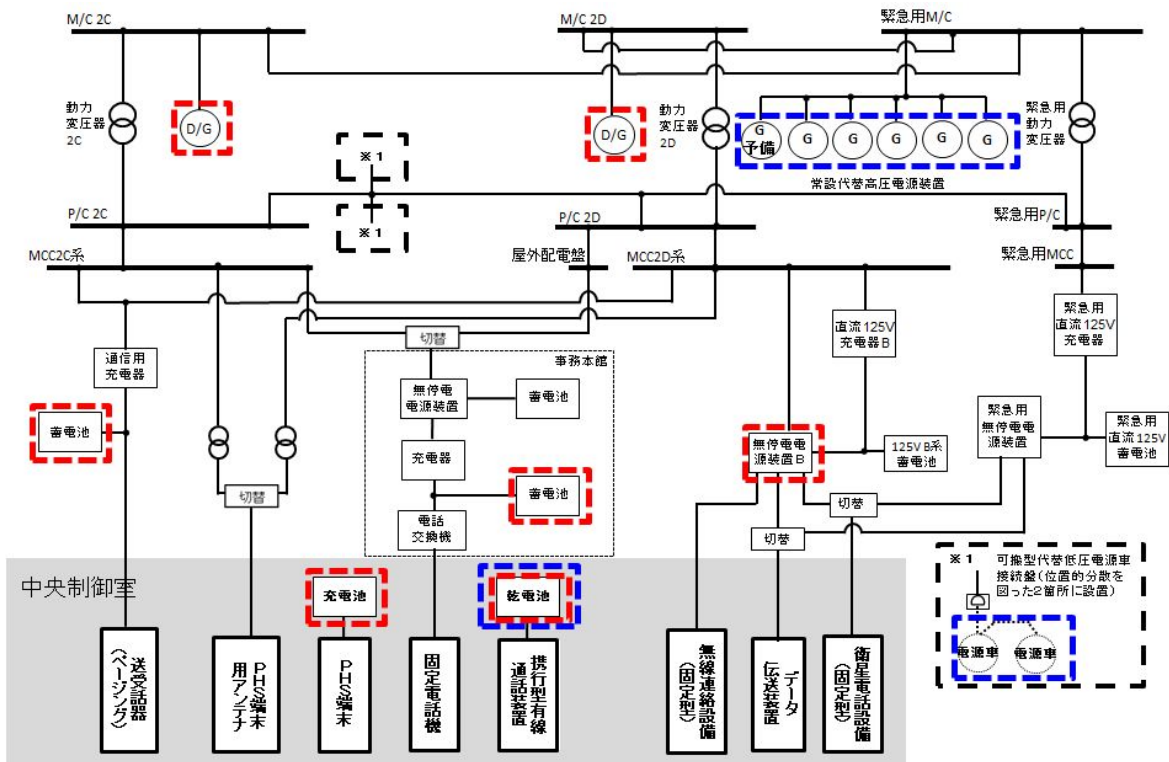 M/C 2C
M/C 2D
緊急用M/C
動力
変圧器
2C
D/G
D/G
動力
変圧器
2D
G
予備
G
G
G
G
G
緊急用
動力
変圧器
常設代替高圧電源装置
※1
※1
P/C 2C
P/C 2D
緊急用P/C
MCC2C系
屋外配電盤
MCC2D系
緊急用MCC
切替
事務本館
通信用
充電器
無停電
電源装置
蓄電池
直流125V
充電器B
緊急用
直流125V
充電器
蓄電池
充電器
無停電電
源装置B
125V B系
蓄電池
緊急用
無停電電
源装置
緊急用
直流125V
蓄電池
切替
蓄電池
電話
交換機
切替
切替
中央制御室
充電池
乾電池
※1
可搬型代替低圧電源車
接続盤(位置的分散を
図った2箇所に設置)
電源車
電源車
送受話器
(ページング)
PHS端末
用アンテナ
PHS端末
固定電話機
携行型有線
通話装置
無線連絡設備
(固定型)
データ
伝送装置
衛星電話設備
(固定型)